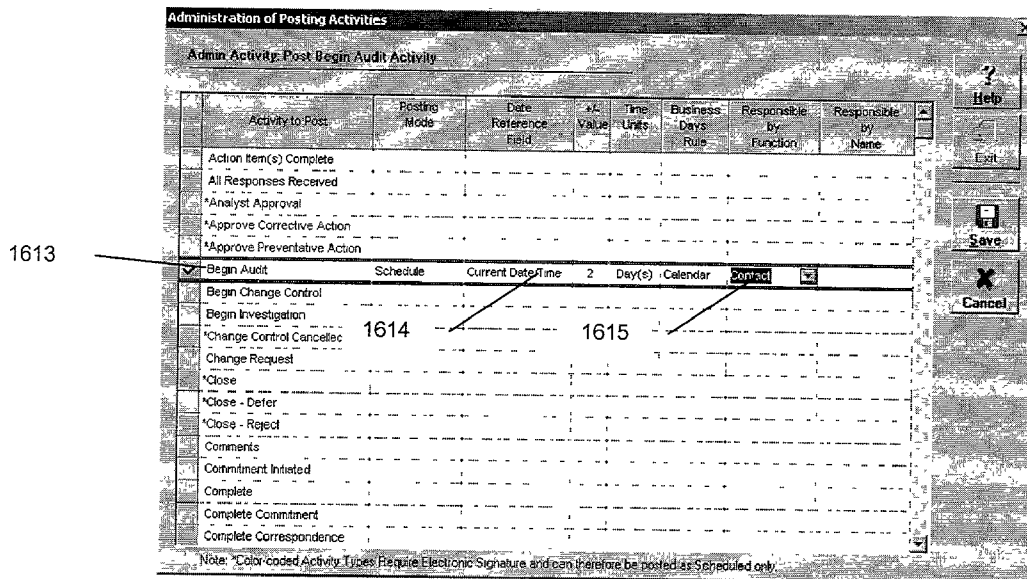 Administration of Posting Activities
Admin Activity: Post Begin Audit Activity
Activity to Post
Posting Mode
Date Reference Field
+/- Value
Time Units
Business Days Rule
Responsible by Function
Responsible by Name
? Help
Exit
Save
Cancel
Action Item(s) Complete
All Responses Received
*Analyst Approval
*Approve Corrective Action
*Approve Preventative Action
1613
Begin Audit Schedule Current Date/Time 2 Day(s) Calendar Contact
Begin Change Control
Begin Investigation
1614 1615
*Change Control Cancellec
Change Request
*Close
*Close - Defer
*Close - Reject
Comments
Commitment Initiated
Complete
Complete Commitment
Complete Correspondence
Note: *Color-coded Activity Types Require Electronic Signature and can therefore be posted as Scheduled only.